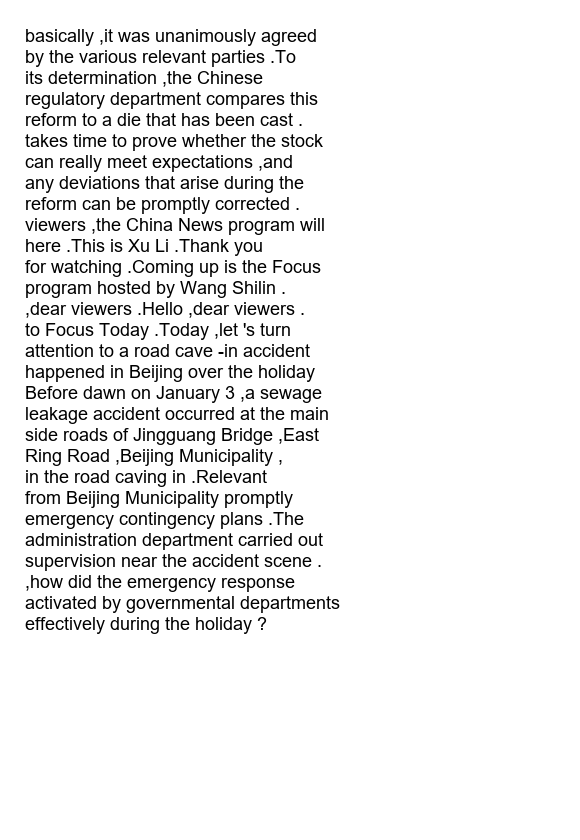 basically ,it was unanimously agreed
by the various relevant parties .To
its determination ,the Chinese
regulatory department compares this
reform to a die that has been cast .
takes time to prove whether the stock
can really meet expectations ,and
any deviations that arise during the
reform can be promptly corrected .
viewers ,the China News program will
here .This is Xu Li .Thank you
for watching .Coming up is the Focus
program hosted by Wang Shilin .
,dear viewers .Hello ,dear viewers .
to Focus Today .Today ,let 's turn
attention to a road cave -in accident
happened in Beijing over the holiday
Before dawn on January 3 ,a sewage
leakage accident occurred at the main
side roads of Jingguang Bridge ,East
Ring Road ,Beijing Municipality ,
in the road caving in .Relevant
from Beijing Municipality promptly
emergency contingency plans .The
administration department carried out
supervision near the accident scene .
,how did the emergency response
activated by governmental departments
effectively during the holiday ?